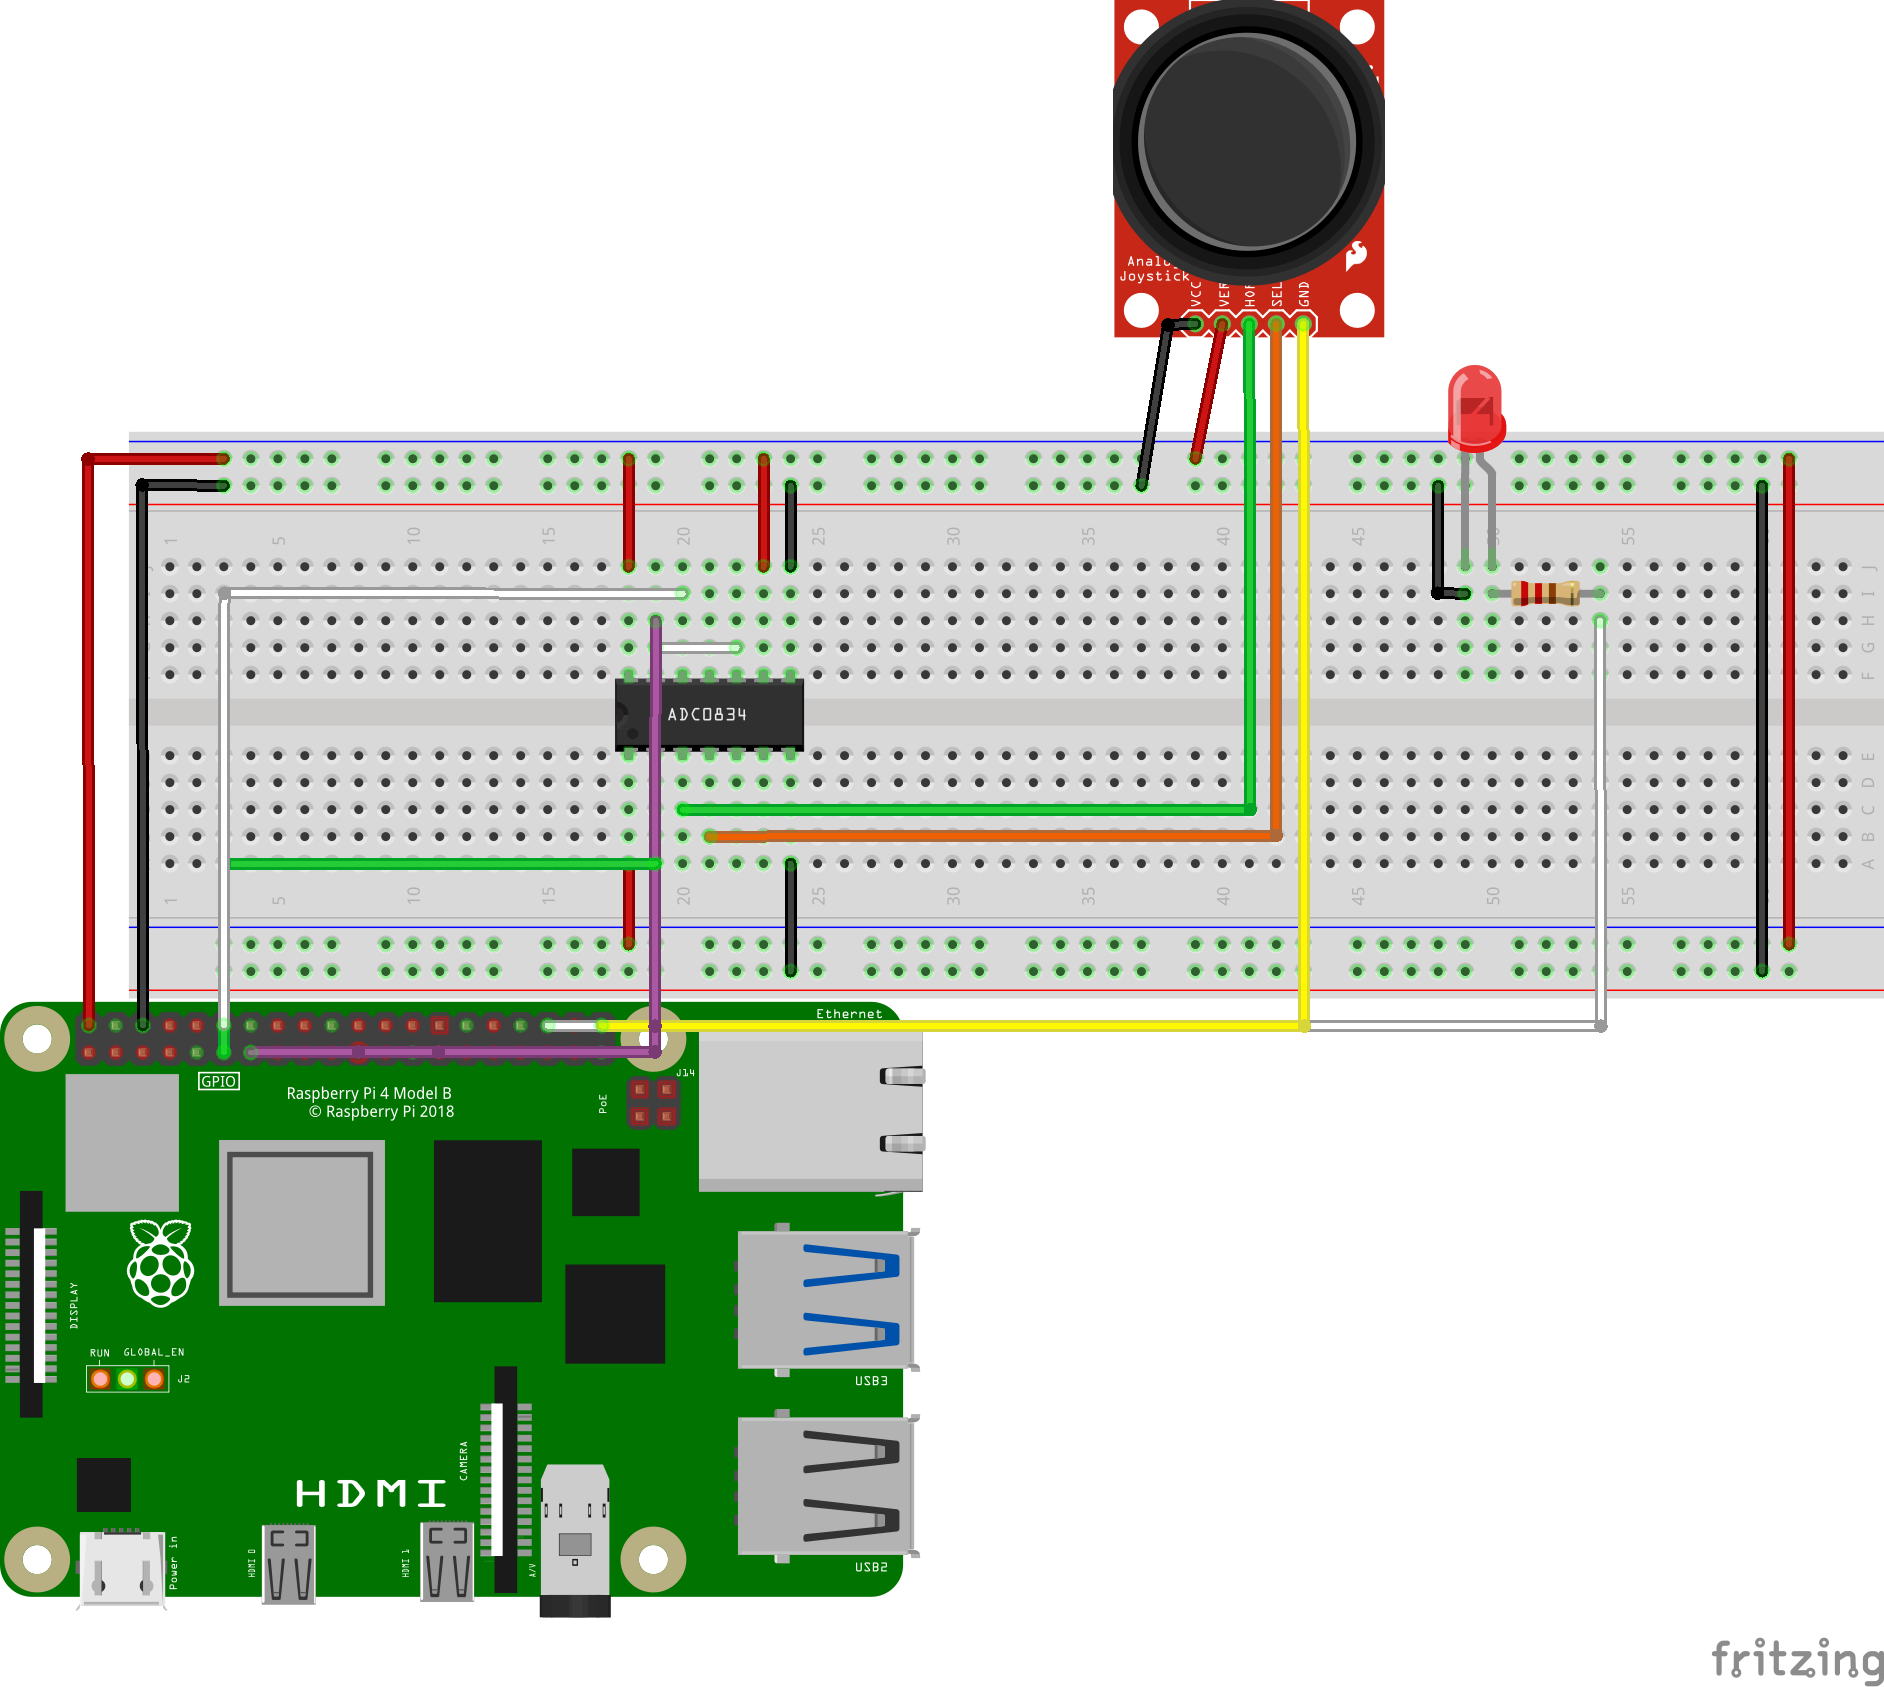 Analog
Joystick
VCC
VER
HOR
SEL
GND
1 5 10 15 20 25 30 35 40 45 50 55
J
I
H
G
F
ADC0834
E
D
C
B
A
1 5 10 15 20 25 30 35 40 45 50 55
Ethernet
GPIO
J14
PoE
Raspberry Pi 4 Model B
© Raspberry Pi 2018
DISPLAY
RUN GLOBAL_EN
J2
USB3
CAMERA
HDMI
Power in
HDMI 0
HDMI 1
A/V
USB2
fritzing